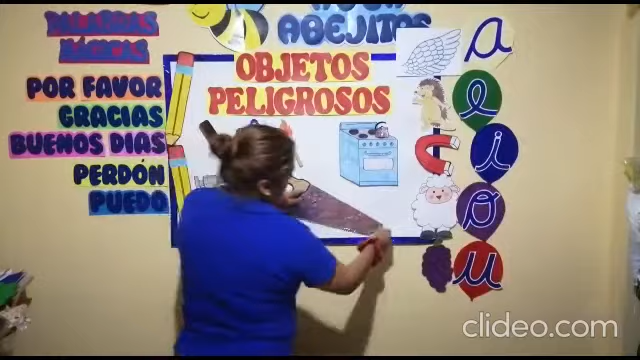 ABEJITAS
PALABRAS
MÁGICAS
POR FAVOR
GRACIAS
BUENOS DIAS
PERDÓN
PUEDO
OBJETOS
PELIGROSOS
a
e
i
o
u
clideo.com